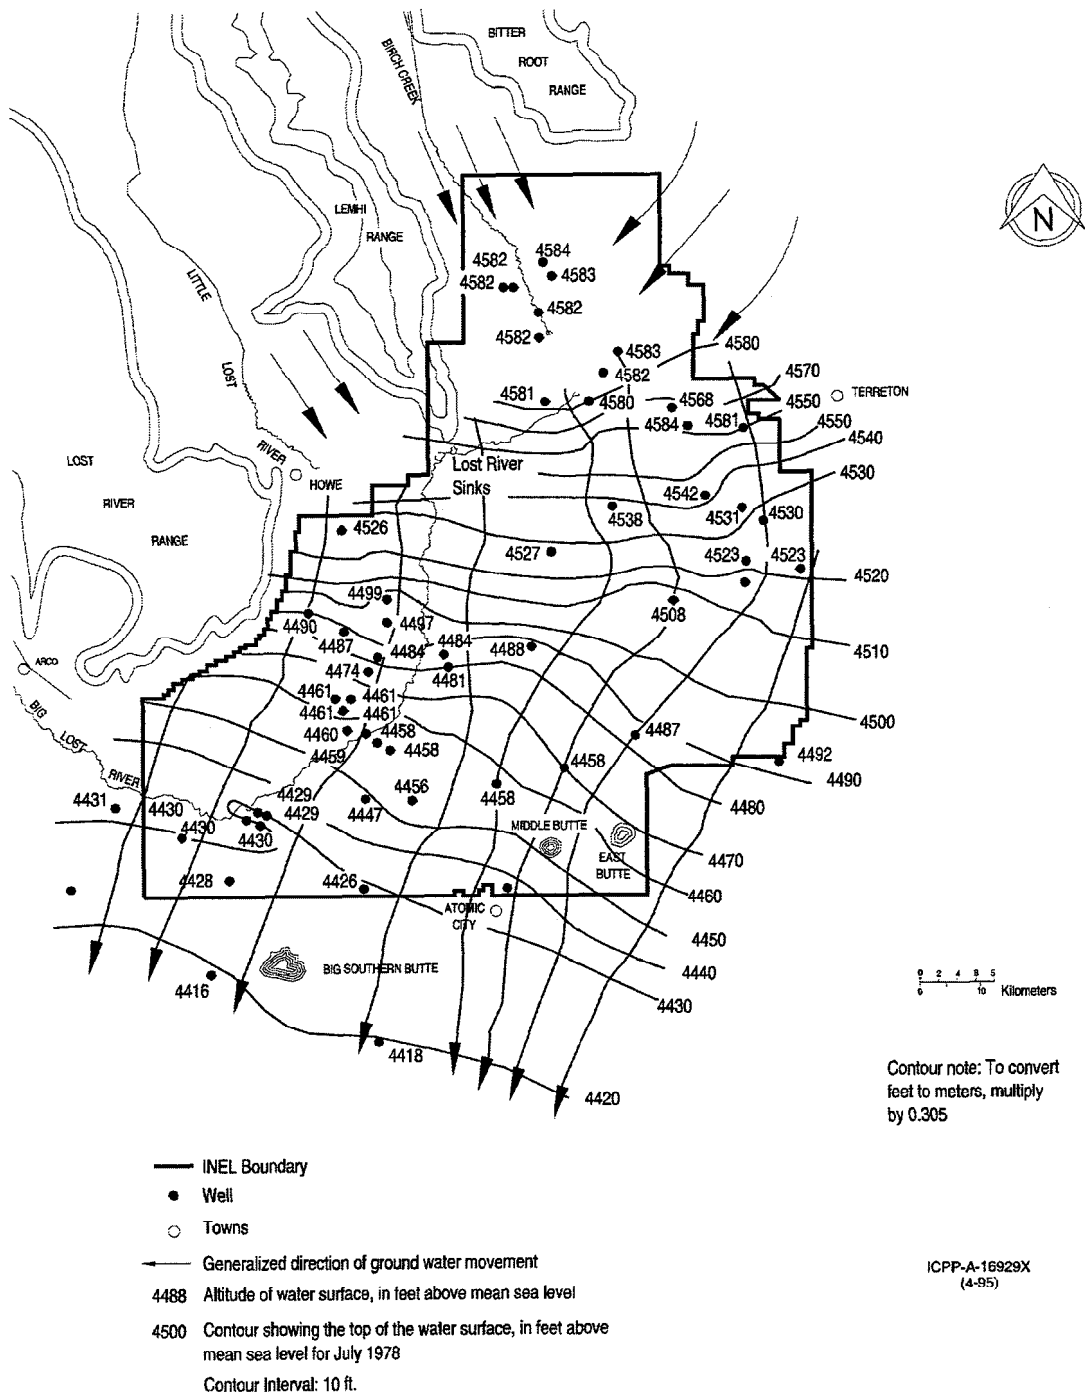 BITTER
ROOT
RANGE
BIRCH CREEK
LEMHI
RANGE
N
4584
4582
4583
4582
LITTLE
4582
4582
4583
4580
4582
4570
TERRETON
LOST
4581
4580
4568
4550
4584
4581
4550
4540
RIVER
LOST
Lost River
Sinks
4530
HOWE
RIVER
4542
RANGE
4538
4531
4530
4526
4527
4523
4523
4520
4499
4508
4490
4497
4487
4484
4484
4488
4510
ARCO
4474
4481
4461
4461
4461
4461
4500
BIG
LOST
4460
4458
4487
4459
4458
4492
4458
RIVER
4490
4429
4456
4458
4480
4431
4430
4429
4447
4430
4430
MIDDLE BUTTE
EAST
BUTTE
4470
4428
4426
4460
ATOMIC
CITY
4450
BIG SOUTHERN BUTTE
4440
4416
4430
0 2 4 6 5
0 10 Kilometers
4418
4420
Contour note: To convert
feet to meters, multiply
by 0.305
INEL Boundary
Well
Towns
Generalized direction of ground water movement
4488 Altitude of water surface, in feet above mean sea level
4500 Contour showing the top of the water surface, in feet above
mean sea level for July 1978
Contour Interval: 10 ft.
ICPP-A-16929X
(4-95)